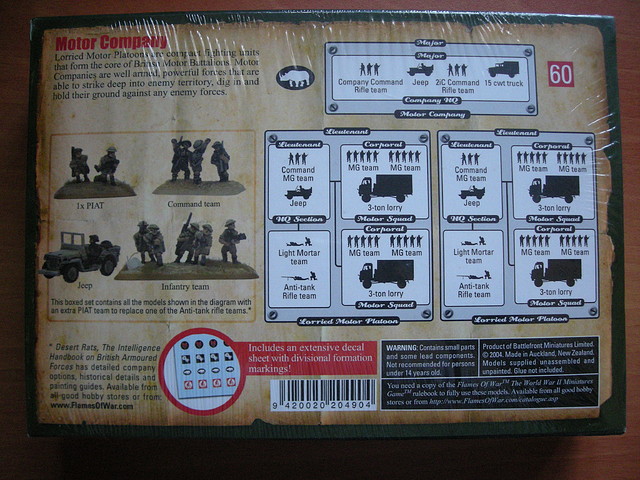 Motor Company
Lorried Motor Platoons are compact fighting units
that form the core of British Motor Battalions. Motor
Companies are well armed, powerful forces that are
able to strike deep into enemy territory, dig in and
hold their ground against any enemy forces.
Major
Major
Company Command
Rifle team
Jeep
2iC Command
Rifle team
15 cwt truck
Company HQ
Motor Company
60
1x PIAT
Command team
Jeep
Infantry team
This boxed set contains all the models shown in the diagram with
an extra PIAT team to replace one of the Anti-tank rifle teams.*
Lieutenant
Lieutenant
Command
MG team
Jeep
HQ Section
Corporal
MG team MG team
3-ton lorry
Motor Squad
Light Mortar
team
Anti-tank
Rifle team
Corporal
MG team MG team
3-ton lorry
Motor Squad
Lorried Motor Platoon
Lieutenant
Lieutenant
Command
MG team
Jeep
HQ Section
Corporal
MG team MG team
3-ton lorry
Motor Squad
Light Mortar
team
Anti-tank
Rifle team
Corporal
MG team MG team
3-ton lorry
Motor Squad
Lorried Motor Platoon
* Desert Rats, The Intelligence
Handbook on British Armoured
Forces has detailed company
options, historical details and
painting guides. Available from
all good hobby stores or from:
www.FlamesOfWar.com
Includes an extensive decal
sheet with divisional formation
markings!
9 420020 204904
WARNING: Contains small parts
and some lead components.
Not recommended for persons
under 14 years old.
Product of Battlefront Miniatures Limited.
© 2004. Made in Auckland, New Zealand.
Models supplied unassembled and
unpainted. Glue not included.
You need a copy of the Flames Of War™ The World War II Miniatures
Game™ rulebook to fully use these models. Available from all good hobby
stores or from http://www.FlamesOfWar.com/catalogue.asp